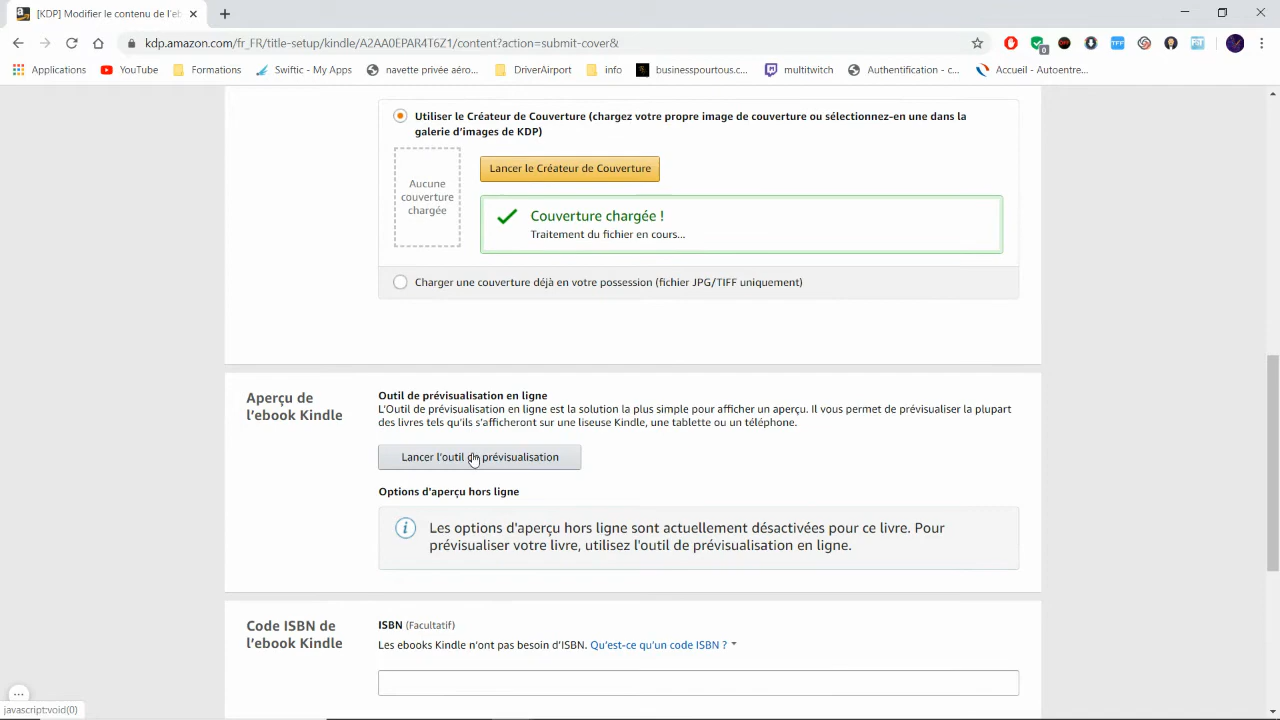 [KDP] Modifier le contenu de l'eb
kdp.amazon.com/fr_FR/title-setup/kindle/A2AA0EPAR4T6Z1/content?action=submit-cover&
Applications
YouTube
Formations
Swiftic - My Apps
navette privée aéro...
DriverAirport
info
businesspourtous.c...
multitwitch
Authentification - c...
Accueil - Autoentre...
Utiliser le Créateur de Couverture (chargez votre propre image de couverture ou sélectionnez-en une dans la
galerie d'images de KDP)
Aucune
couverture
chargée
Lancer le Créateur de Couverture
Couverture chargée !
Traitement du fichier en cours...
Charger une couverture déjà en votre possession (fichier JPG/TIFF uniquement)
Aperçu de
l'ebook Kindle
Outil de prévisualisation en ligne
L'Outil de prévisualisation en ligne est la solution la plus simple pour afficher un aperçu. Il vous permet de prévisualiser la plupart
des livres tels qu'ils s'afficheront sur une liseuse Kindle, une tablette ou un téléphone.
Lancer l'outil de prévisualisation
Options d'aperçu hors ligne
Les options d'aperçu hors ligne sont actuellement désactivées pour ce livre. Pour
prévisualiser votre livre, utilisez l'outil de prévisualisation en ligne.
Code ISBN de
l'ebook Kindle
ISBN (Facultatif)
Les ebooks Kindle n'ont pas besoin d'ISBN. Qu'est-ce qu'un code ISBN ?
javascript:void(0)